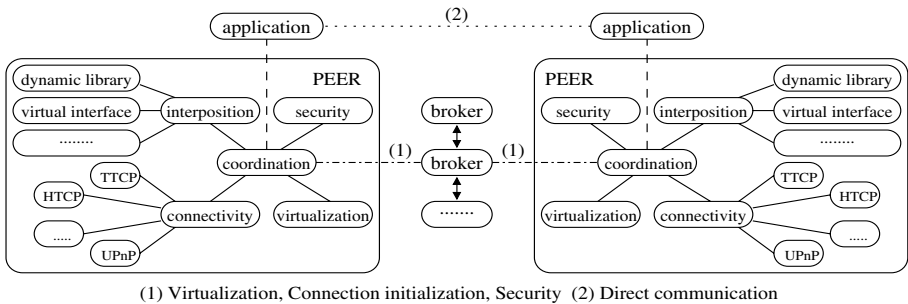 application (2) application
PEER PEER
dynamic library dynamic library
virtual interface interposition security broker security interposition virtual interface
........ ........
coordination (1) broker (1) coordination
TTCP TTCP
HTCP HTCP
connectivity virtualization ....... virtualization connectivity
..... .....
UPnP UPnP
(1) Virtualization, Connection initialization, Security (2) Direct communication